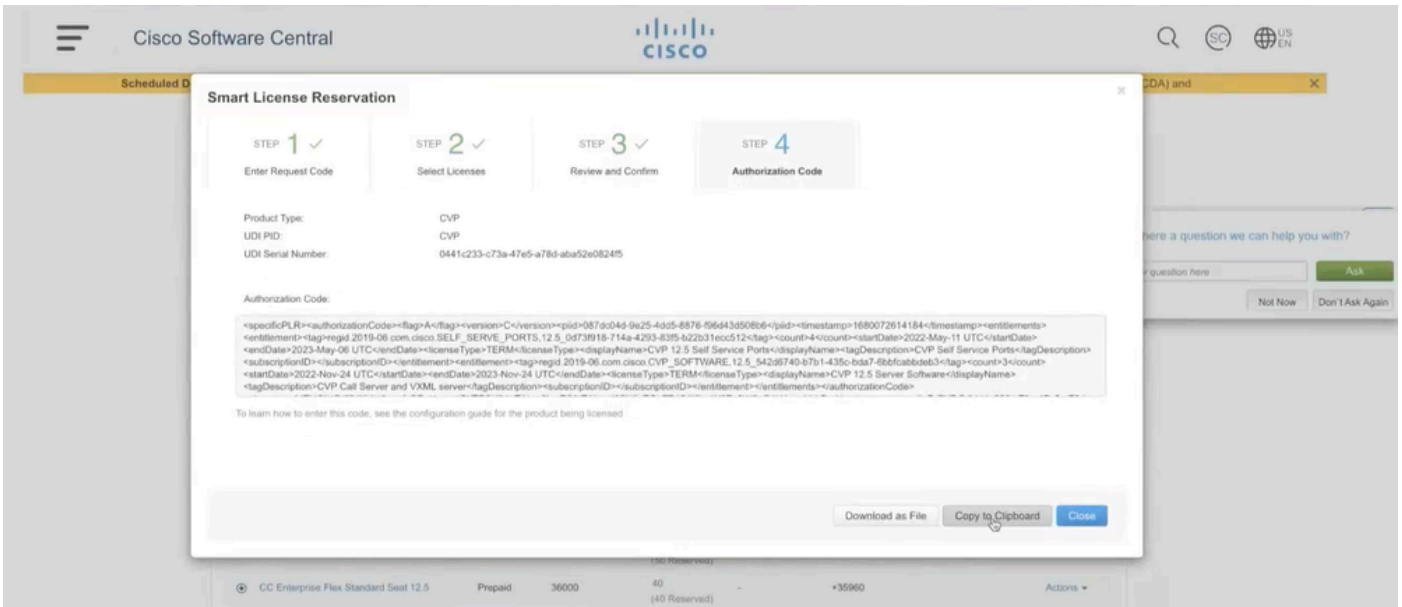 Cisco Software Central
CISCO
SC
US
EN
Scheduled D
CDA) and
Smart License Reservation
STEP 1
STEP 2
STEP 3
STEP 4
Enter Request Code
Select Licenses
Review and Confirm
Authorization Code
Product Type: CVP
UDI PID: CVP
UDI Serial Number: 0441c233-c73a-47e5-a78d-aba52e0824f5
Authorization Code:
<specificPLR><authorizationCode><flag>A</flag><version>C</version><pid>087dc04d-9e25-4dd5-8876-f96d43d508b6</pid><timestamp>1680072614184</timestamp><entitlements>
<entitlement><tag>regid.2019-06.com.cisco.SELF_SERVE_PORTS,12.5_0d73f918-714a-4293-83f5-b22b31ecc512</tag><count>4</count><startDate>2022-May-11 UTC</startDate>
<endDate>2023-May-06 UTC</endDate><licenseType>TERM</licenseType><displayName>CVP 12.5 Self Service Ports</displayName><tagDescription>CVP Self Service Ports</tagDescription>
<subscriptionID></subscriptionID></entitlement><entitlement><tag>regid.2019-06.com.cisco.CVP_SOFTWARE,12.5_542d6740-b7b1-435c-bda7-6bbfcabbdeb3</tag><count>3</count>
<startDate>2022-Nov-24 UTC</startDate><endDate>2023-Nov-24 UTC</endDate><licenseType>TERM</licenseType><displayName>CVP 12.5 Server Software</displayName>
<tagDescription>CVP Call Server and VXML server</tagDescription><subscriptionID></subscriptionID></entitlement></entitlements></authorizationCode>
To learn how to enter this code, see the configuration guide for the product being licensed
Download as File
Copy to Clipboard
Close
here a question we can help you with?
question here
Ask
Not Now
Don't Ask Again
(50 Reserved)
CC Enterprise Flex Standard Seat 12.5 Prepaid 36000 40 - +35960 Actions
(40 Reserved)